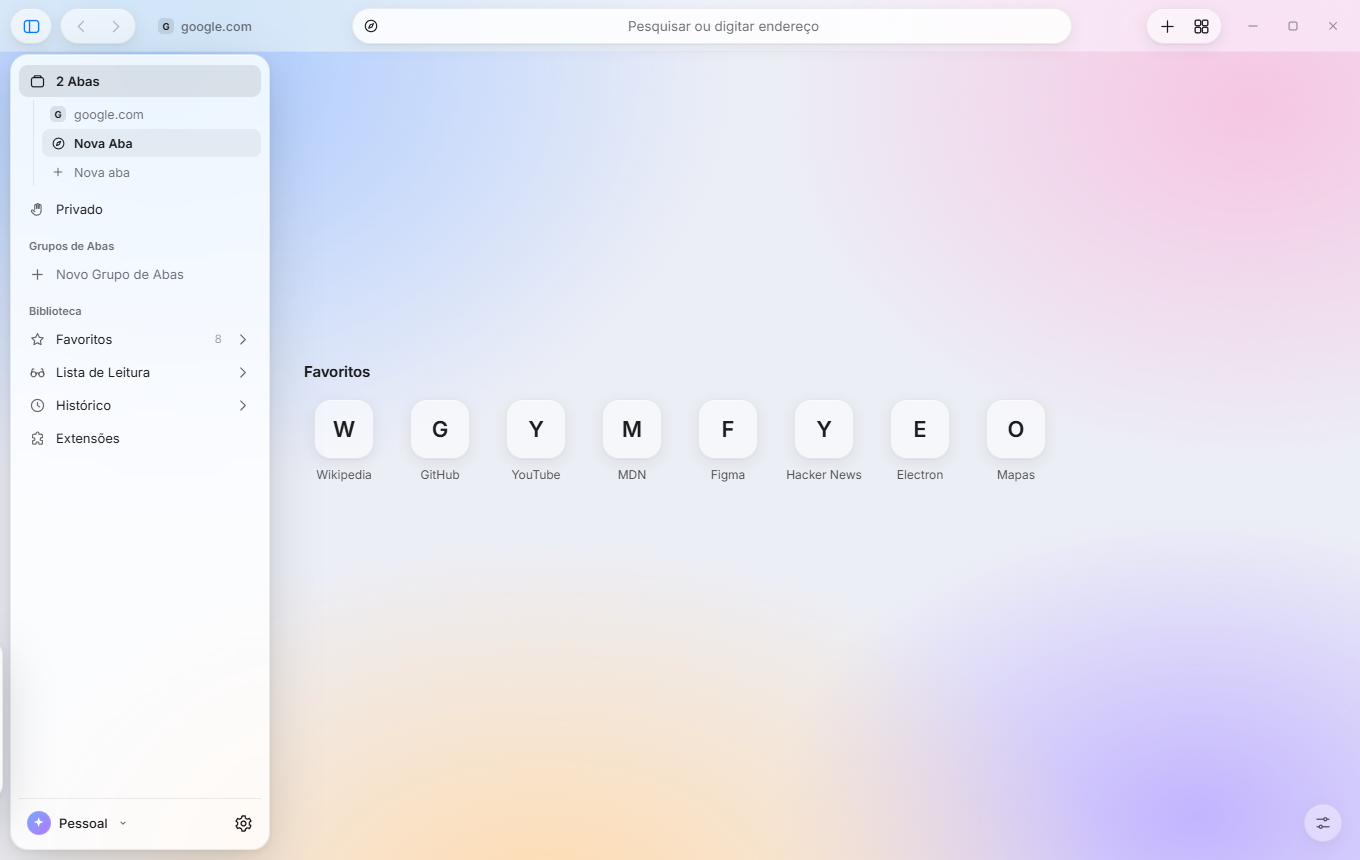 G google.com
Pesquisar ou digitar endereço
2 Abas
G google.com
Nova Aba
Nova aba
Privado
Grupos de Abas
Novo Grupo de Abas
Biblioteca
Favoritos 8
Lista de Leitura
Histórico
Extensões
Pessoal
Favoritos
W G Y M F Y E O
Wikipedia GitHub YouTube MDN Figma Hacker News Electron Mapas